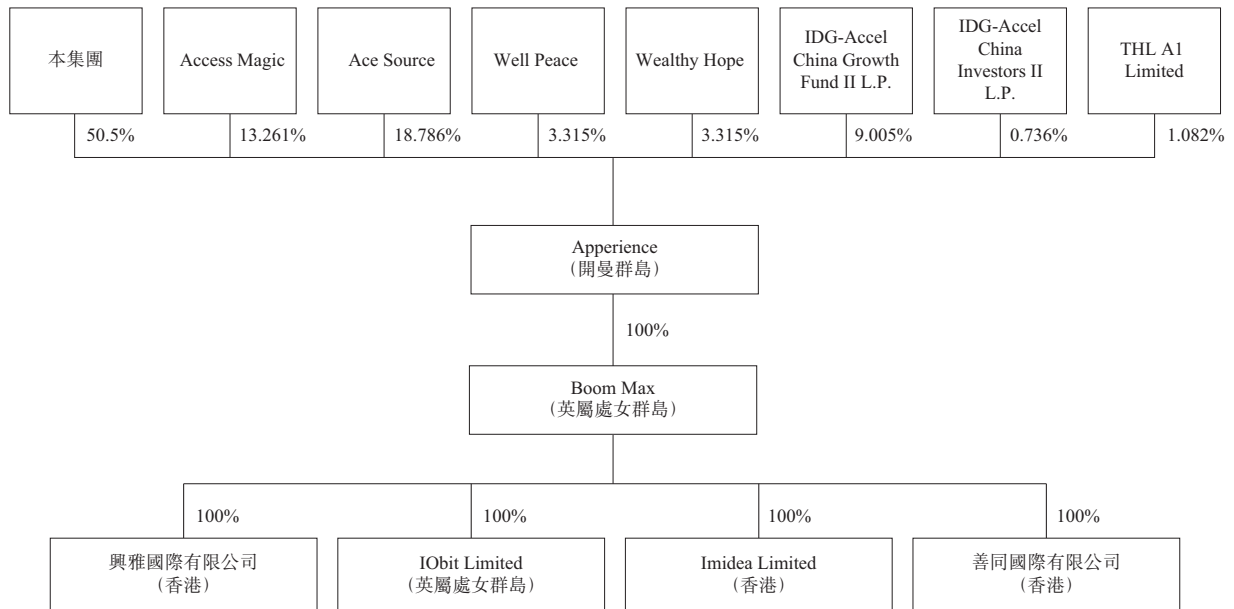 本集團
Access Magic
Ace Source
Well Peace
Wealthy Hope
IDG-Accel
China Growth
Fund II L.P.
IDG-Accel
China
Investors II
L.P.
THL A1
Limited
50.5%
13.261%
18.786%
3.315%
3.315%
9.005%
0.736%
1.082%
Apperience
（開曼群島）
100%
Boom Max
（英屬處女群島）
100%
100%
100%
100%
興雅國際有限公司
（香港）
IObit Limited
（英屬處女群島）
Imidea Limited
（香港）
善同國際有限公司
（香港）